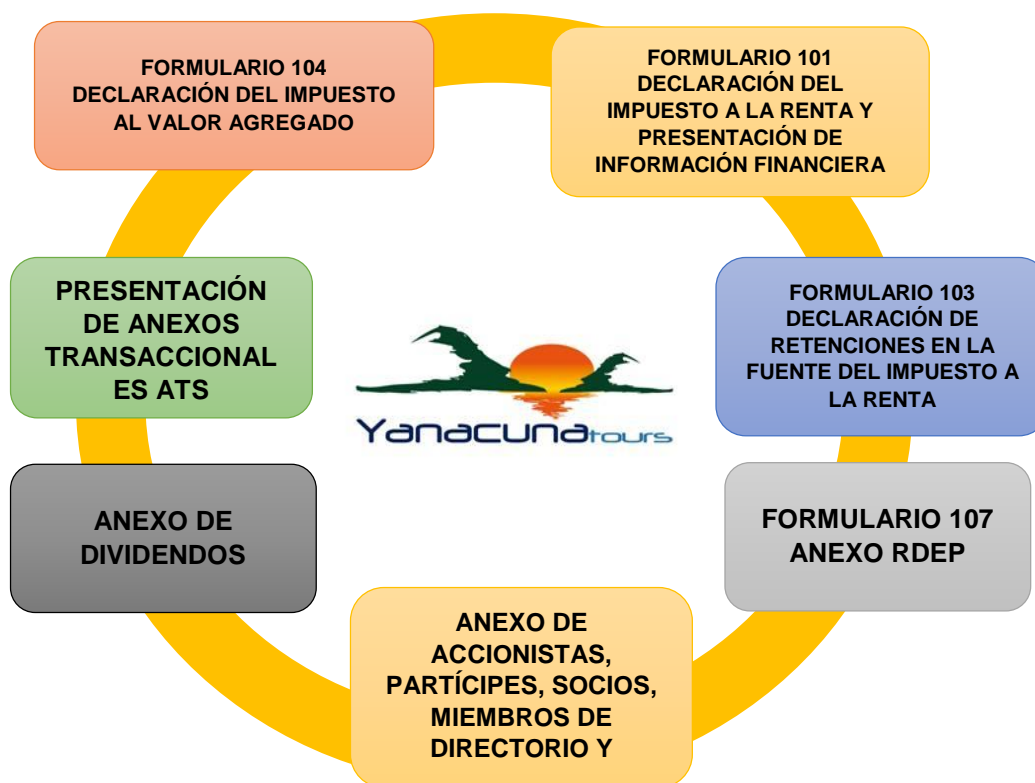 FORMULARIO 104
DECLARACIÓN DEL IMPUESTO
AL VALOR AGREGADO
FORMULARIO 101
DECLARACIÓN DEL
IMPUESTO A LA RENTA Y
PRESENTACIÓN DE
INFORMACIÓN FINANCIERA
PRESENTACIÓN
DE ANEXOS
TRANSACCIONAL
ES ATS
Yanacunatours
FORMULARIO 103
DECLARACIÓN DE
RETENCIONES EN LA
FUENTE DEL IMPUESTO A
LA RENTA
ANEXO DE
DIVIDENDOS
FORMULARIO 107
ANEXO RDEP
ANEXO DE
ACCIONISTAS,
PARTÍCIPES, SOCIOS,
MIEMBROS DE
DIRECTORIO Y